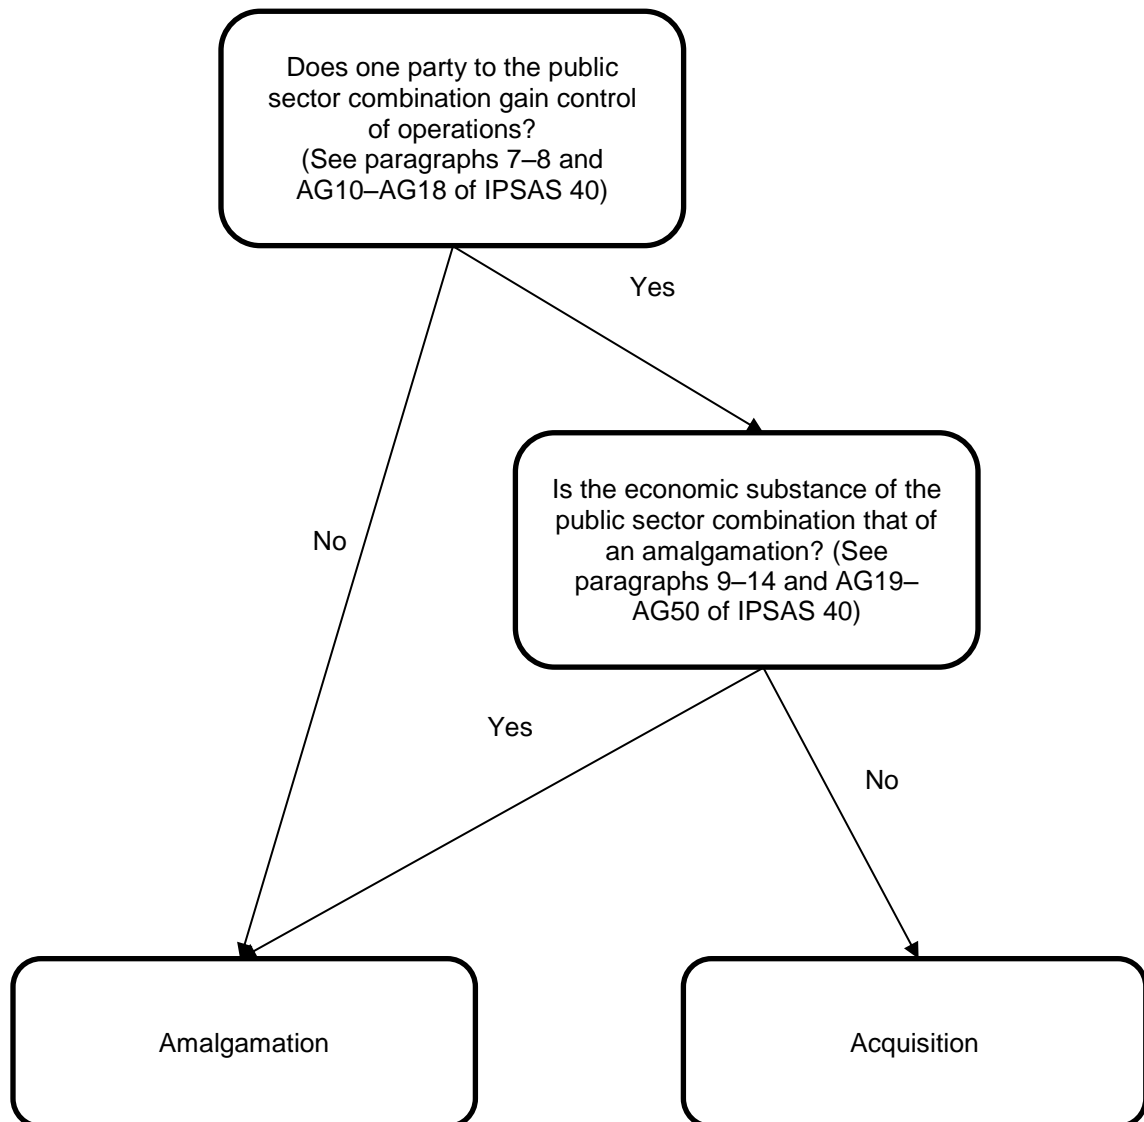 Does one party to the public
sector combination gain control
of operations?
(See paragraphs 7–8 and
AG10–AG18 of IPSAS 40)
Yes
Is the economic substance of the
public sector combination that of
an amalgamation? (See
paragraphs 9–14 and AG19–
AG50 of IPSAS 40)
No
Yes
No
Amalgamation
Acquisition